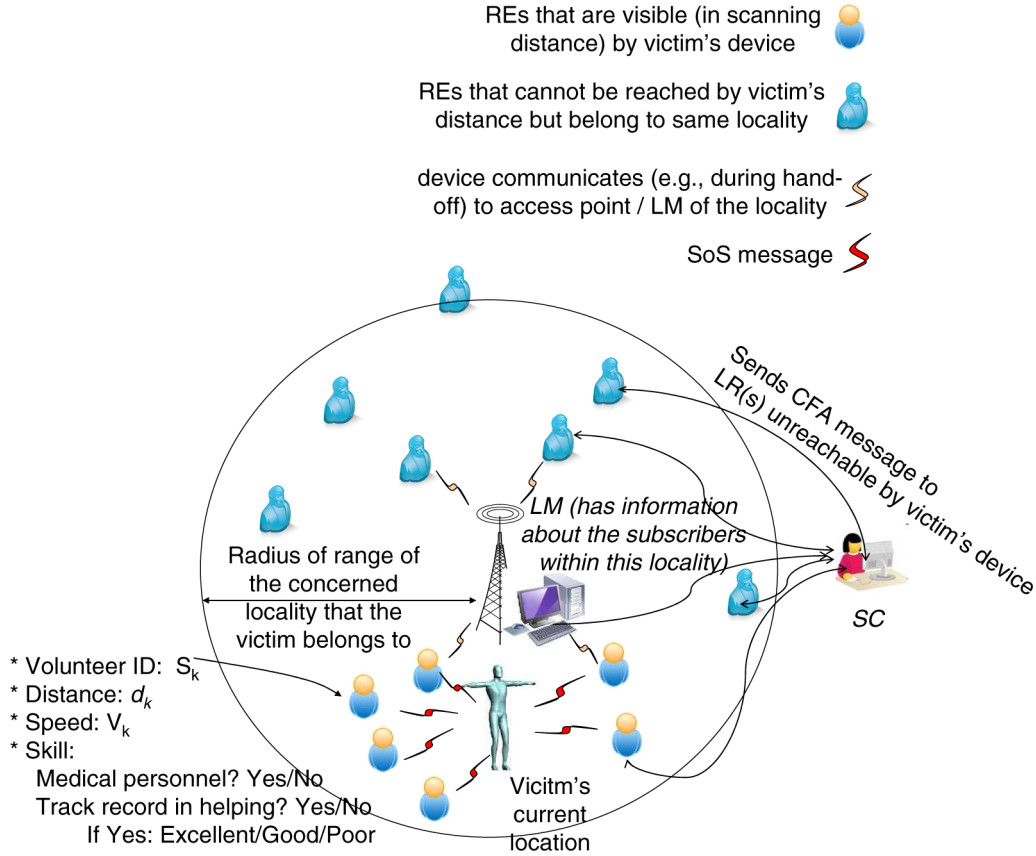 REs that are visible (in scanning
distance) by victim's device
REs that cannot be reached by victim's
distance but belong to same locality
device communicates (e.g., during hand-
off) to access point / LM of the locality
SoS message
Sends CFA message to
LR(s) unreachable by victim's device
LM (has information
about the subscribers
within this locality)
SC
Radius of range of
the concerned
locality that the
victim belongs to
* Volunteer ID: Sk
* Distance: dk
* Speed: Vk
* Skill:
Medical personnel? Yes/No
Track record in helping? Yes/No
If Yes: Excellent/Good/Poor
Vicitm's
current
location